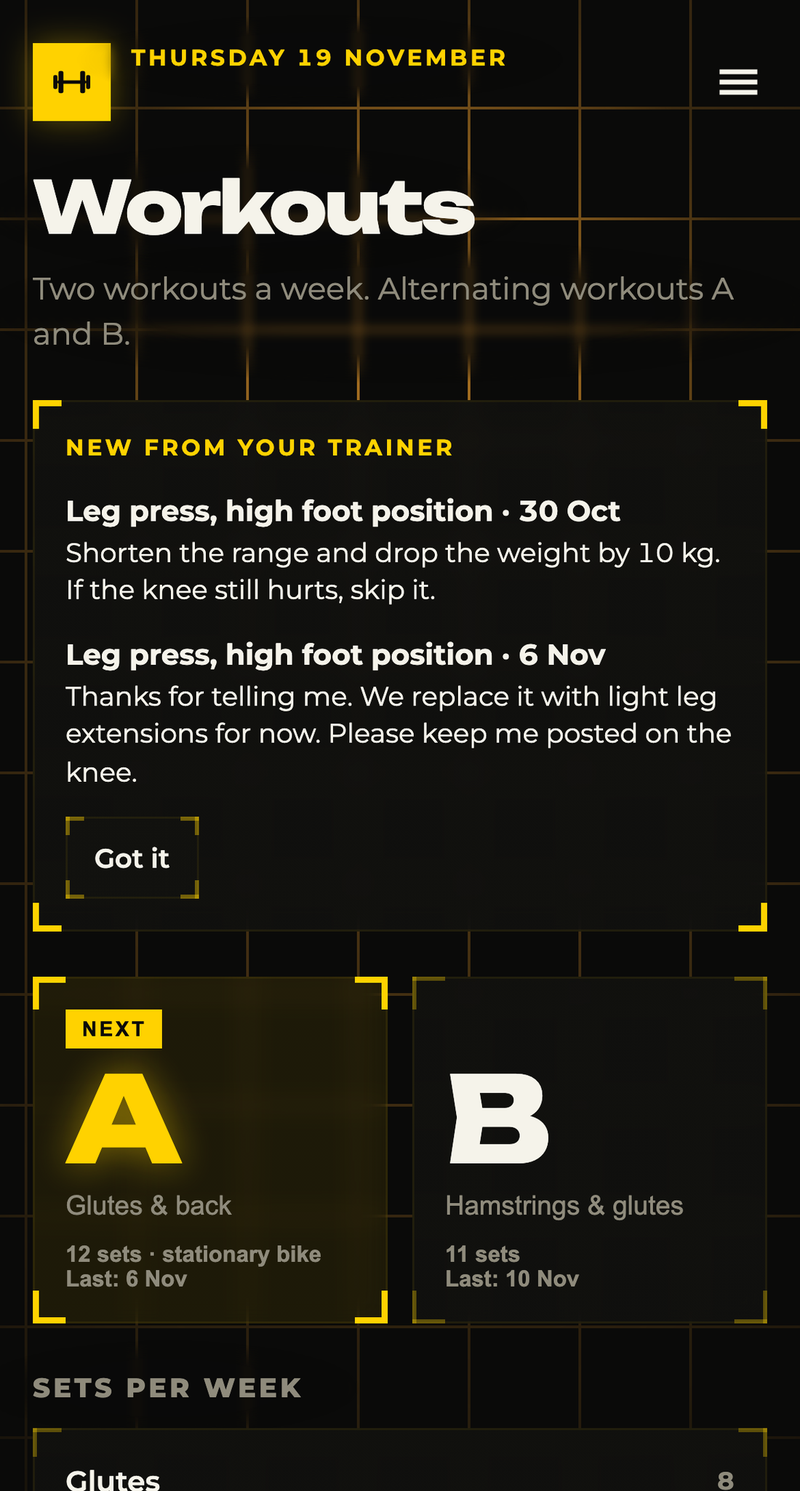 THURSDAY 19 NOVEMBER
Workouts
Two workouts a week. Alternating workouts A
and B.
NEW FROM YOUR TRAINER
Leg press, high foot position · 30 Oct
Shorten the range and drop the weight by 10 kg.
If the knee still hurts, skip it.
Leg press, high foot position · 6 Nov
Thanks for telling me. We replace it with light leg
extensions for now. Please keep me posted on the
knee.
Got it
NEXT
A
Glutes & back
12 sets · stationary bike
Last: 6 Nov
B
Hamstrings & glutes
11 sets
Last: 10 Nov
SETS PER WEEK
Glutes 8